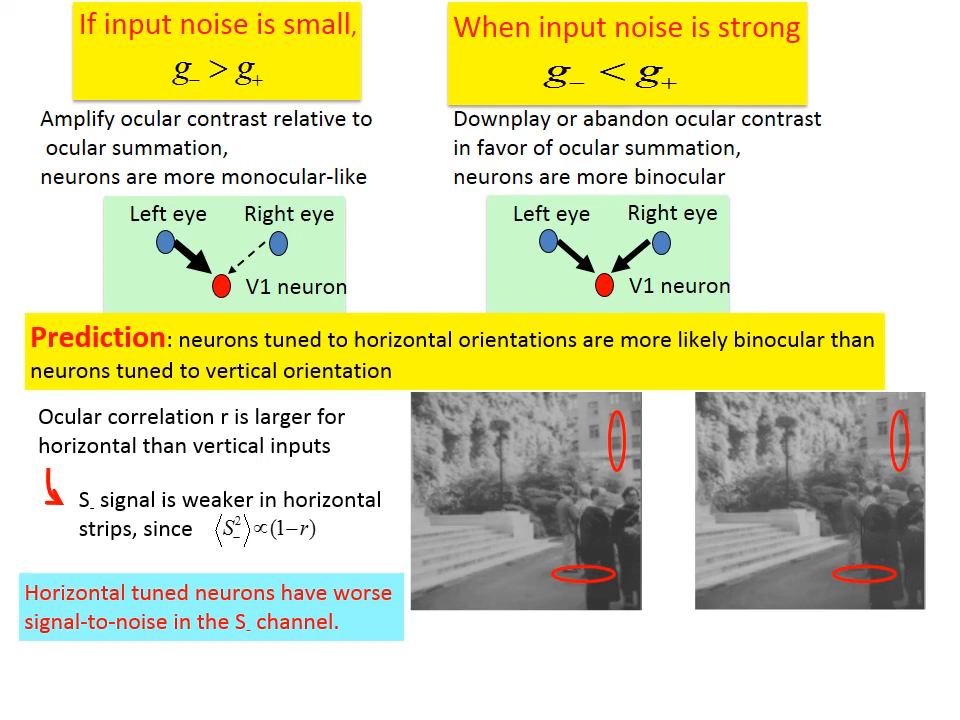 If input noise is small,
g₋ > g₊
When input noise is strong
g₋ < g₊
Amplify ocular contrast relative to
ocular summation,
neurons are more monocular-like
Downplay or abandon ocular contrast
in favor of ocular summation,
neurons are more binocular
Left eye
Right eye
V1 neuron
Left eye
Right eye
V1 neuron
Prediction: neurons tuned to horizontal orientations are more likely binocular than
neurons tuned to vertical orientation
Ocular correlation r is larger for
horizontal than vertical inputs
S₋ signal is weaker in horizontal
strips, since ⟨S₋²⟩∝(1−r)
Horizontal tuned neurons have worse
signal-to-noise in the S₋ channel.